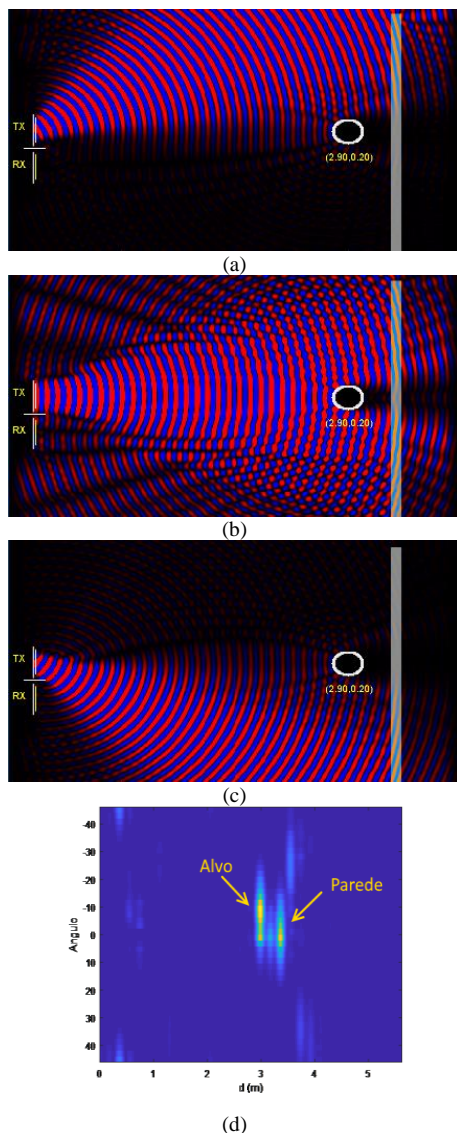 TX
RX
(2.90,0.20)
(a)
TX
RX
(2.90,0.20)
(b)
TX
RX
(2.90,0.20)
(c)
-40
-30
-20
-10
0
10
20
30
40
Angulo
Alvo
Parede
0 1 2 3 4 5
d (m)
(d)